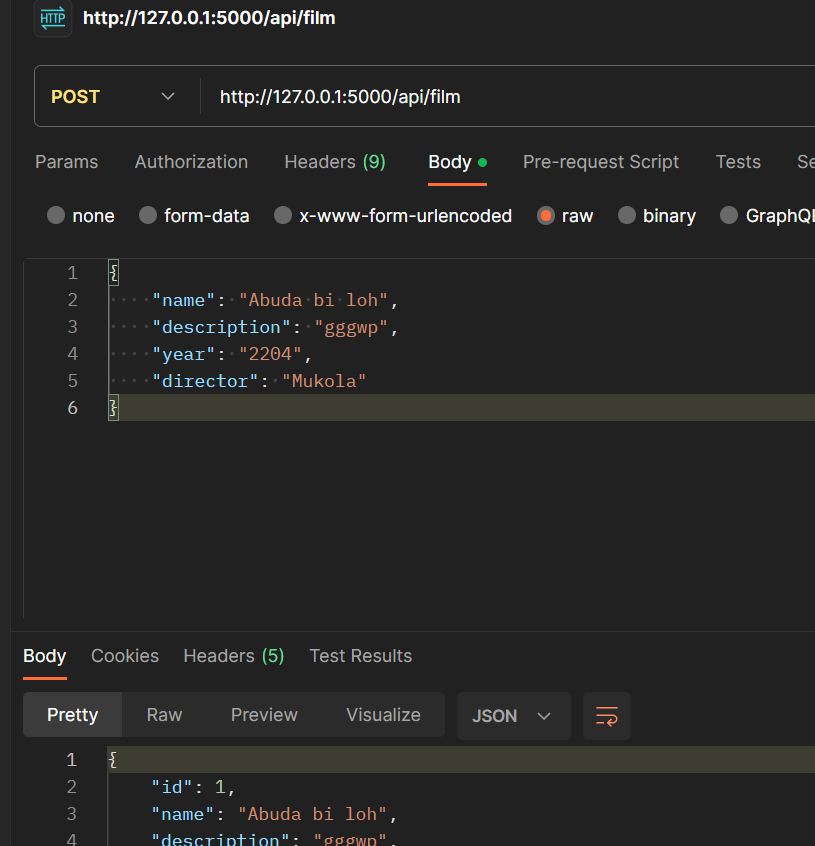 HTTP http://127.0.0.1:5000/api/film
POST http://127.0.0.1:5000/api/film
Params Authorization Headers (9) Body Pre-request Script Tests Se
none form-data x-www-form-urlencoded raw binary GraphQL
1 {
2 "name": "Abuda bi loh",
3 "description": "gggwp",
4 "year": "2204",
5 "director": "Mukola"
6 }
Body Cookies Headers (5) Test Results
Pretty Raw Preview Visualize JSON
1 {
2 "id": 1,
3 "name": "Abuda bi loh",
4 "description": "gggwp",